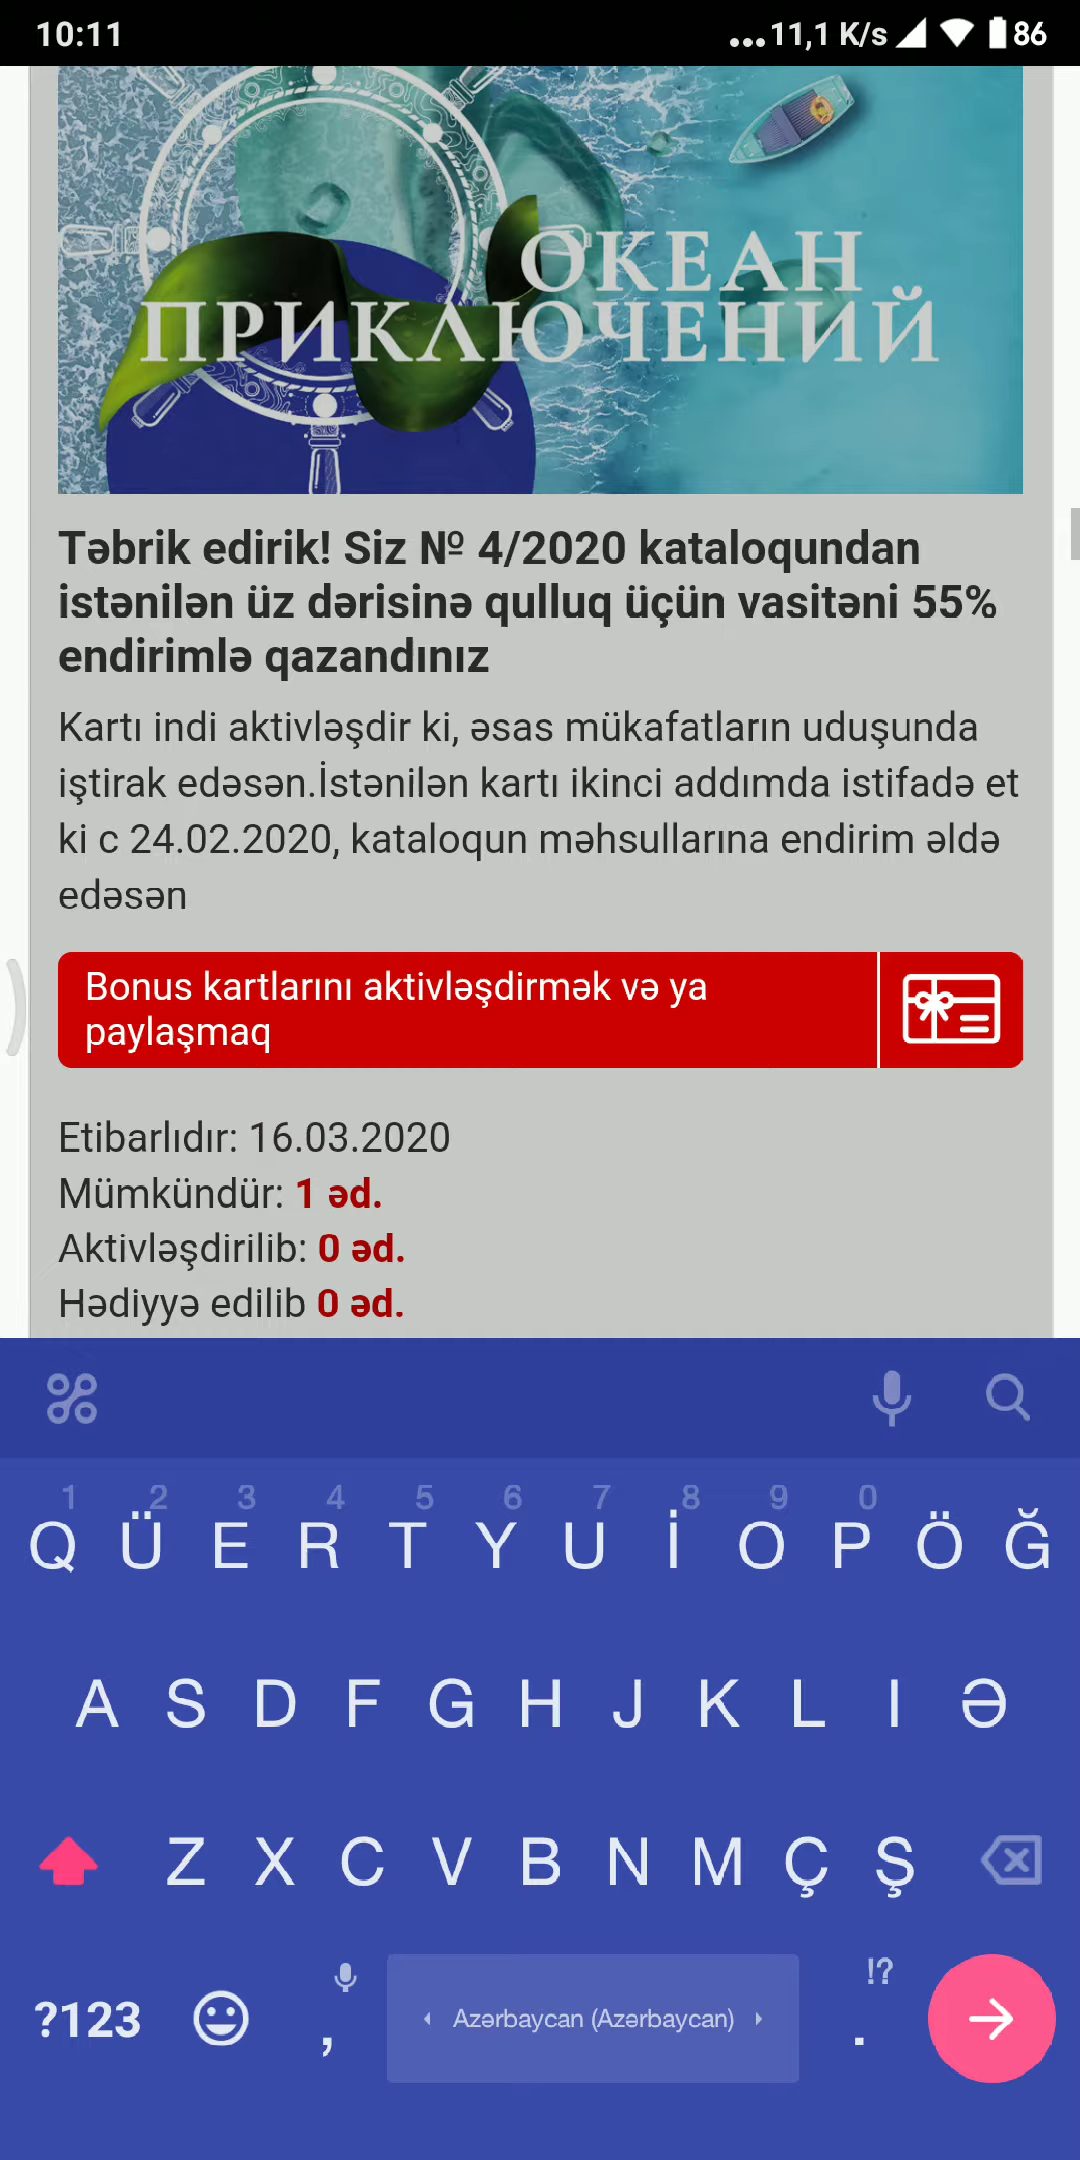 10:11
...11,1 K/s 86
ОКЕАН
ПРИКЛЮЧЕНИЙ
Təbrik edirik! Siz № 4/2020 kataloqundan
istənilən üz dərisinə qulluq üçün vasitəni 55%
endirimlə qazandınız
Kartı indi aktivləşdir ki, əsas mükafatların uduşunda
iştirak edəsən.İstənilən kartı ikinci addımda istifadə et
ki c 24.02.2020, kataloqun məhsullarına endirim əldə
edəsən
Bonus kartlarını aktivləşdirmək və ya
paylaşmaq
Etibarlıdır: 16.03.2020
Mümkündür: 1 əd.
Aktivləşdirilib: 0 əd.
Hədiyyə edilib 0 əd.
1 2 3 4 5 6 7 8 9 0
Q Ü E R T Y U İ O P Ö Ğ
A S D F G H J K L I Ə
Z X C V B N M Ç Ş
!?
?123 , Azərbaycan (Azərbaycan) .